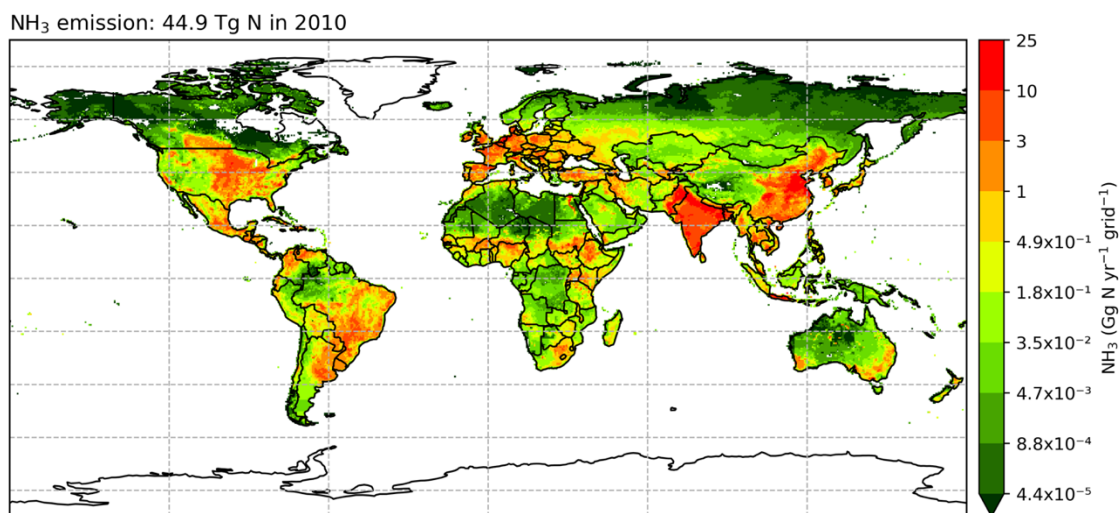 NH₃ emission: 44.9 Tg N in 2010
25
10
3
1
4.9x10⁻¹
1.8x10⁻¹
3.5x10⁻²
4.7x10⁻³
8.8x10⁻⁴
4.4x10⁻⁵
NH₃ (Gg N yr⁻¹ grid⁻¹)